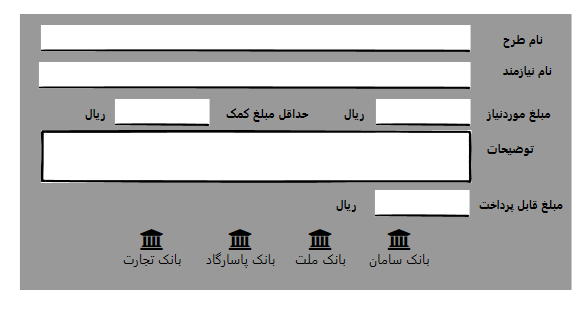 نام طرح
نام نیازمند
مبلغ موردنیاز ریال حداقل مبلغ کمک ریال
توضیحات
مبلغ قابل پرداخت ریال
بانک سامان بانک ملت بانک پاسارگاد بانک تجارت